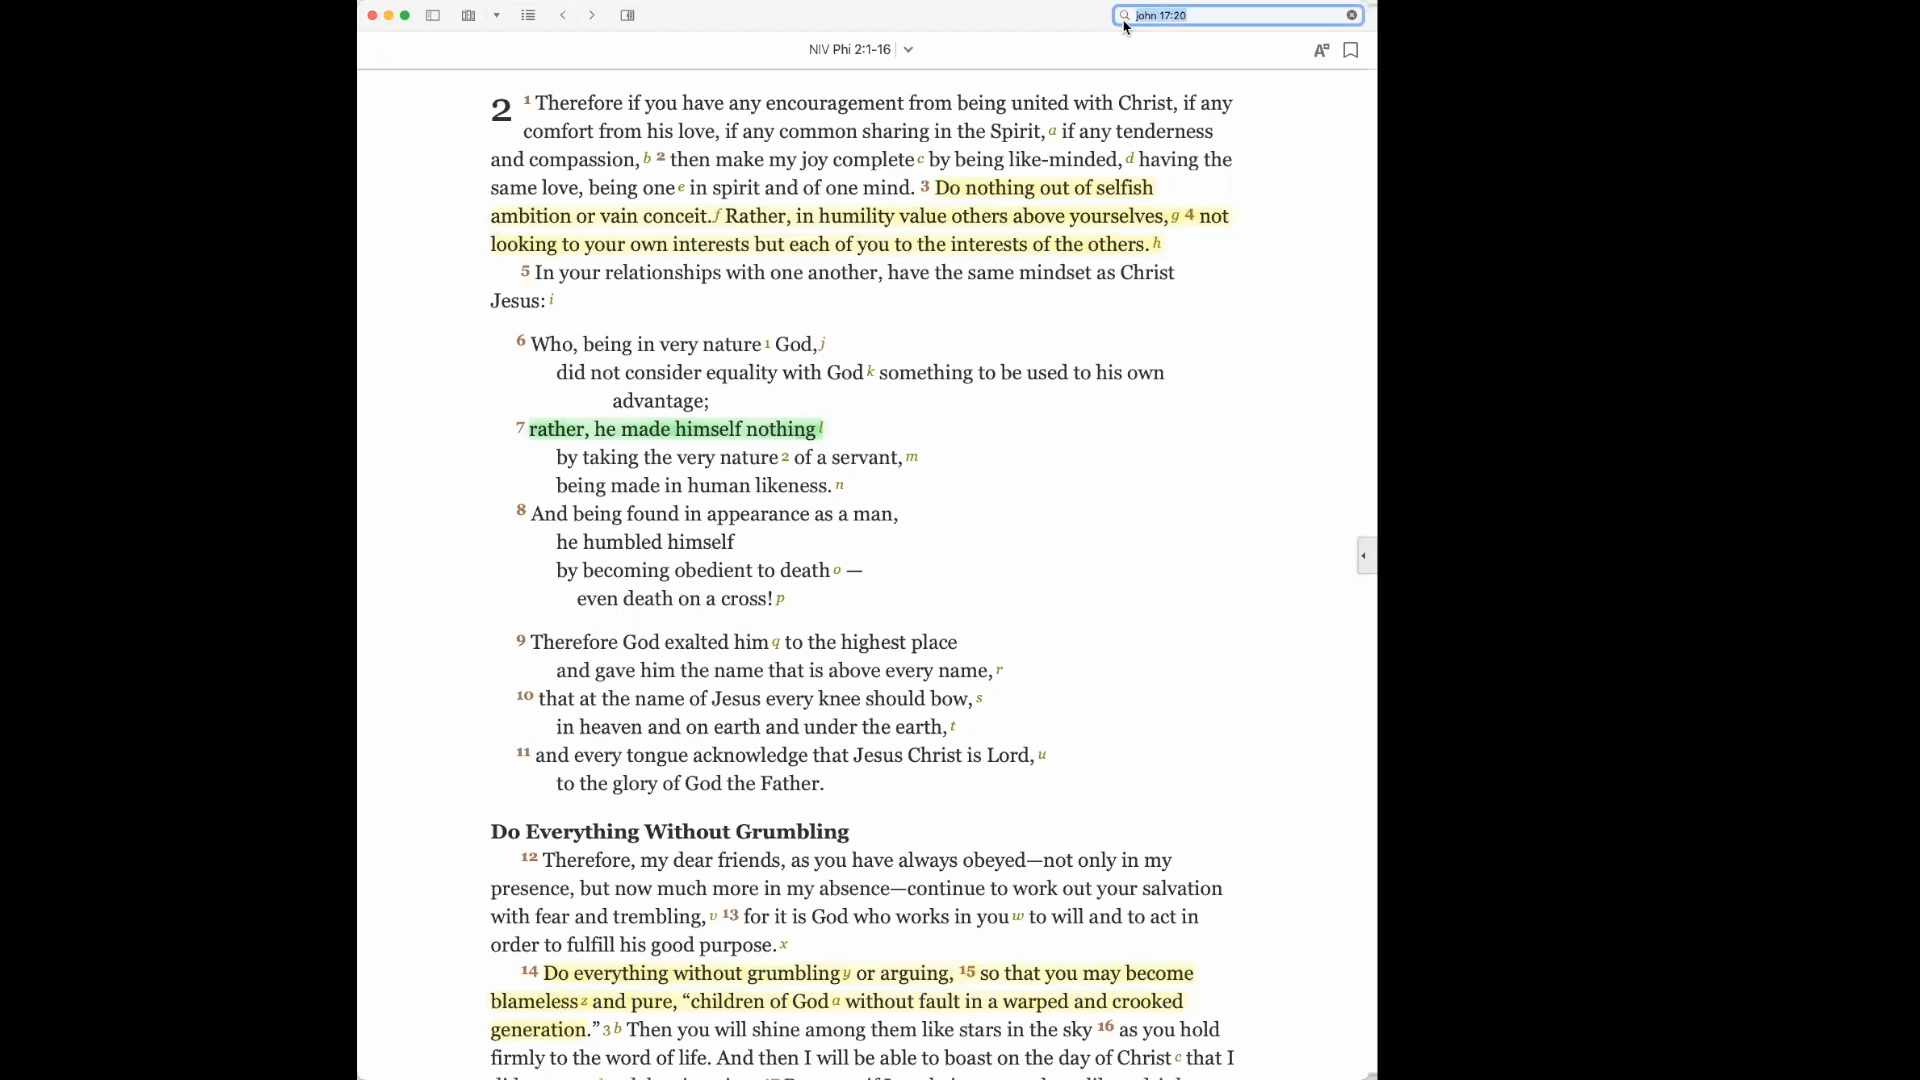 john 17:20
NIV Phi 2:1-16
2 1 Therefore if you have any encouragement from being united with Christ, if any
comfort from his love, if any common sharing in the Spirit, a if any tenderness
and compassion, b 2 then make my joy complete c by being like-minded, d having the
same love, being one e in spirit and of one mind. 3 Do nothing out of selfish
ambition or vain conceit. f Rather, in humility value others above yourselves, g 4 not
looking to your own interests but each of you to the interests of the others. h
5 In your relationships with one another, have the same mindset as Christ
Jesus: i
6 Who, being in very nature 1 God, j
did not consider equality with God k something to be used to his own
advantage;
7 rather, he made himself nothing l
by taking the very nature 2 of a servant, m
being made in human likeness. n
8 And being found in appearance as a man,
he humbled himself
by becoming obedient to death o —
even death on a cross! p
9 Therefore God exalted him q to the highest place
and gave him the name that is above every name, r
10 that at the name of Jesus every knee should bow, s
in heaven and on earth and under the earth, t
11 and every tongue acknowledge that Jesus Christ is Lord, u
to the glory of God the Father.
Do Everything Without Grumbling
12 Therefore, my dear friends, as you have always obeyed—not only in my
presence, but now much more in my absence—continue to work out your salvation
with fear and trembling, v 13 for it is God who works in you w to will and to act in
order to fulfill his good purpose. x
14 Do everything without grumbling y or arguing, 15 so that you may become
blameless z and pure, “children of God a without fault in a warped and crooked
generation.” 3 b Then you will shine among them like stars in the sky 16 as you hold
firmly to the word of life. And then I will be able to boast on the day of Christ c that I